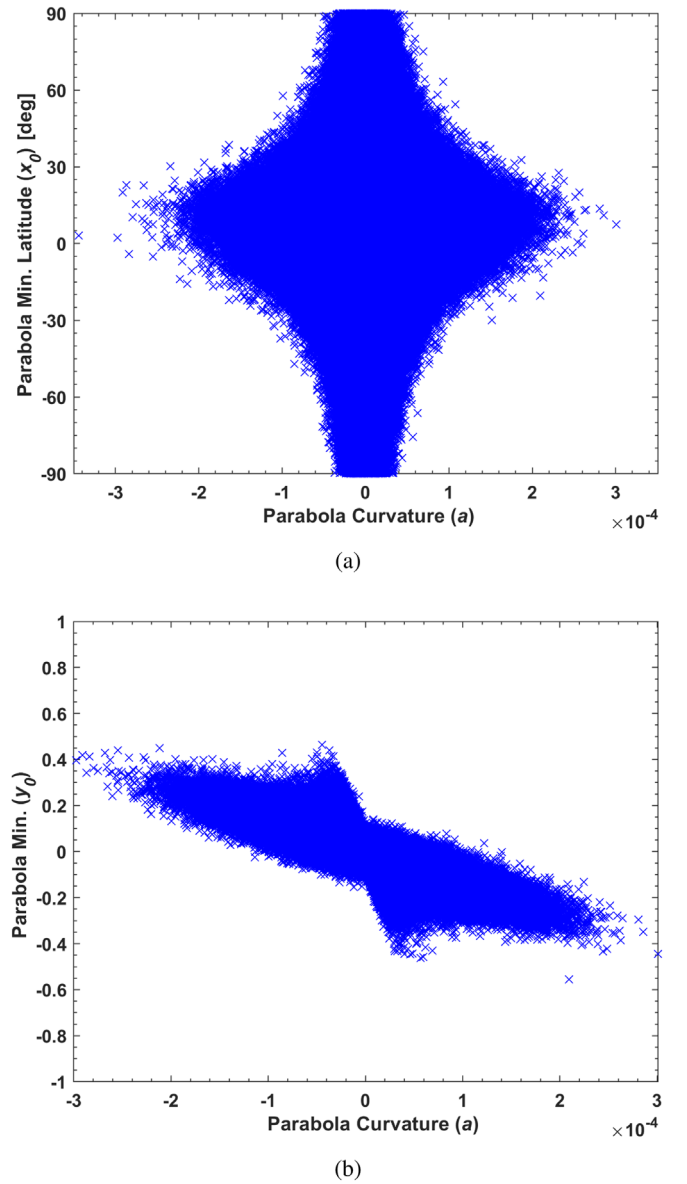 90
60
30
0
-30
-60
-90
Parabola Min. Latitude (x0) [deg]
-3 -2 -1 0 1 2 3
Parabola Curvature (a)
×10-4
(a)
1
0.8
0.6
0.4
0.2
0
-0.2
-0.4
-0.6
-0.8
-1
Parabola Min. (y0)
-3 -2 -1 0 1 2 3
Parabola Curvature (a)
×10-4
(b)